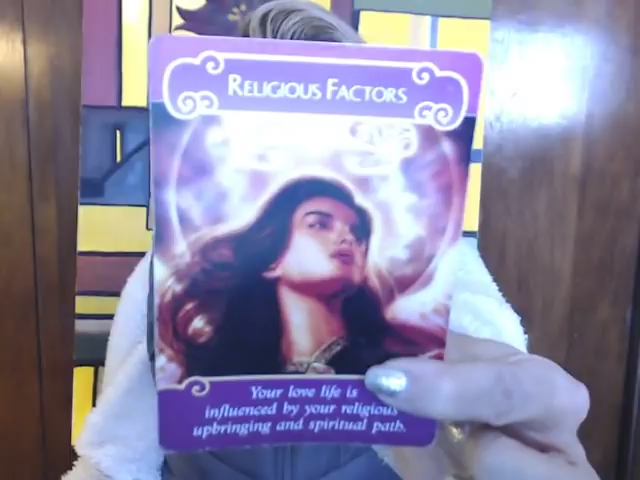 Religious Factors
Your love life is
influenced by your religious
upbringing and spiritual path.